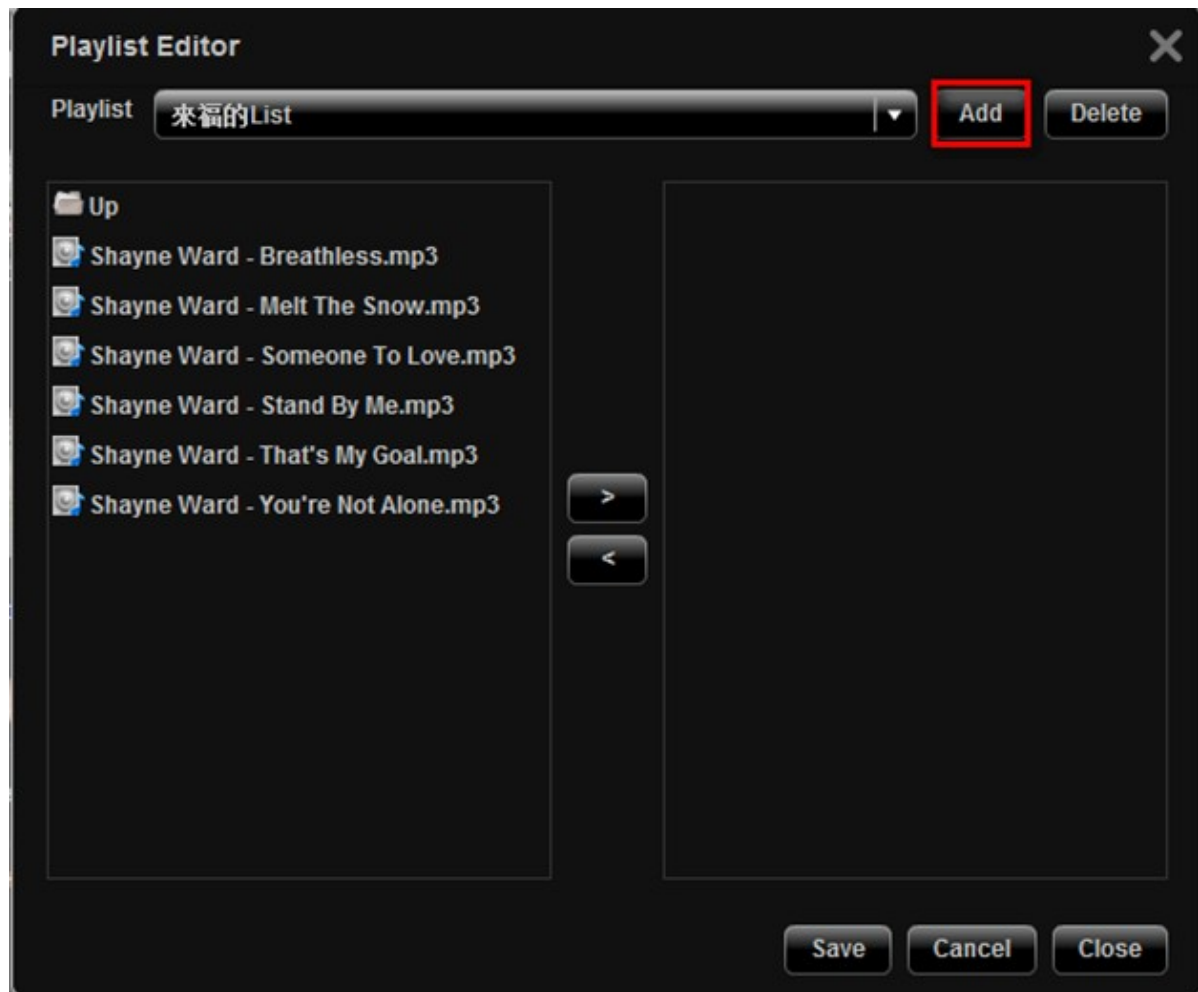 Playlist Editor
Playlist 來福的List Add Delete
Up
Shayne Ward - Breathless.mp3
Shayne Ward - Melt The Snow.mp3
Shayne Ward - Someone To Love.mp3
Shayne Ward - Stand By Me.mp3
Shayne Ward - That's My Goal.mp3
Shayne Ward - You're Not Alone.mp3
>
<
Save Cancel Close